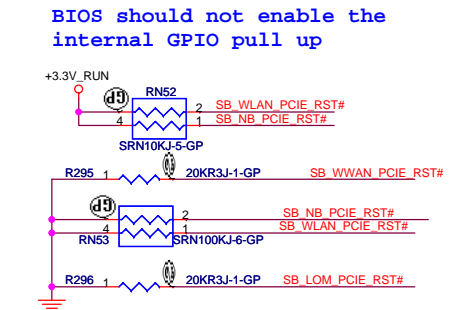 BIOS should not enable the
internal GPIO pull up
+3.3V_RUN
GP
RN52
2 SB_WLAN_PCIE_RST#
4 1 SB_NB_PCIE_RST#
SRN10KJ-5-GP
R295 1 20KR3J-1-GP SB_WWAN_PCIE_RST#
GP
2 SB_NB_PCIE_RST#
4 1 SB_WLAN_PCIE_RST#
RN53 SRN100KJ-6-GP
R296 1 20KR3J-1-GP SB_LOM_PCIE_RST#